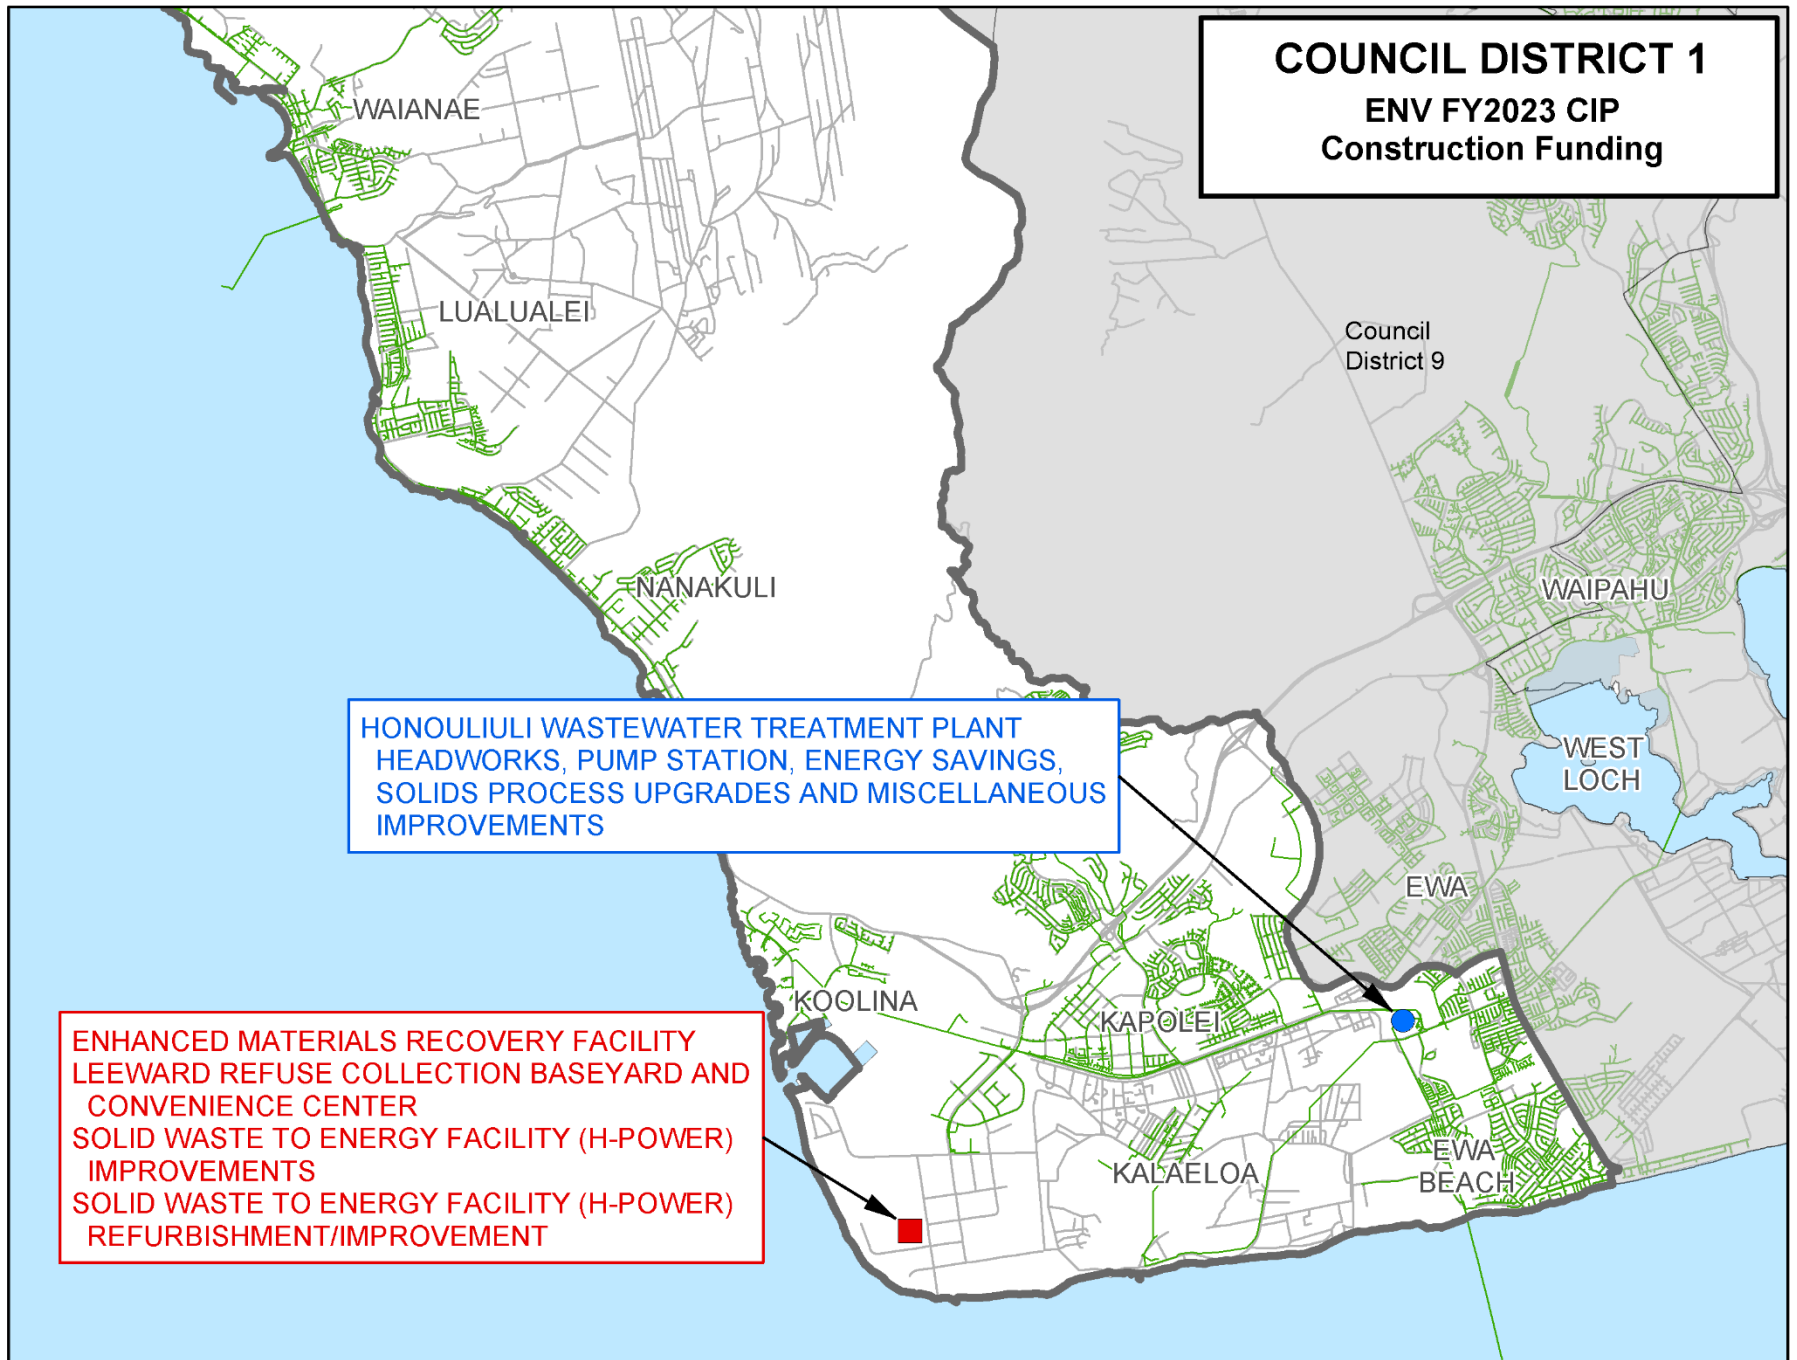 COUNCIL DISTRICT 1
ENV FY2023 CIP
Construction Funding
WAIANAE
LUALUALEI
Council
District 9
NANAKULI
WAIPAHU
HONOULIULI WASTEWATER TREATMENT PLANT
HEADWORKS, PUMP STATION, ENERGY SAVINGS,
SOLIDS PROCESS UPGRADES AND MISCELLANEOUS
IMPROVEMENTS
WEST
LOCH
EWA
KOOLINA
KAPOLEI
ENHANCED MATERIALS RECOVERY FACILITY
LEEWARD REFUSE COLLECTION BASEYARD AND
CONVENIENCE CENTER
SOLID WASTE TO ENERGY FACILITY (H-POWER)
IMPROVEMENTS
SOLID WASTE TO ENERGY FACILITY (H-POWER)
REFURBISHMENT/IMPROVEMENT
KALAELOA
EWA
BEACH